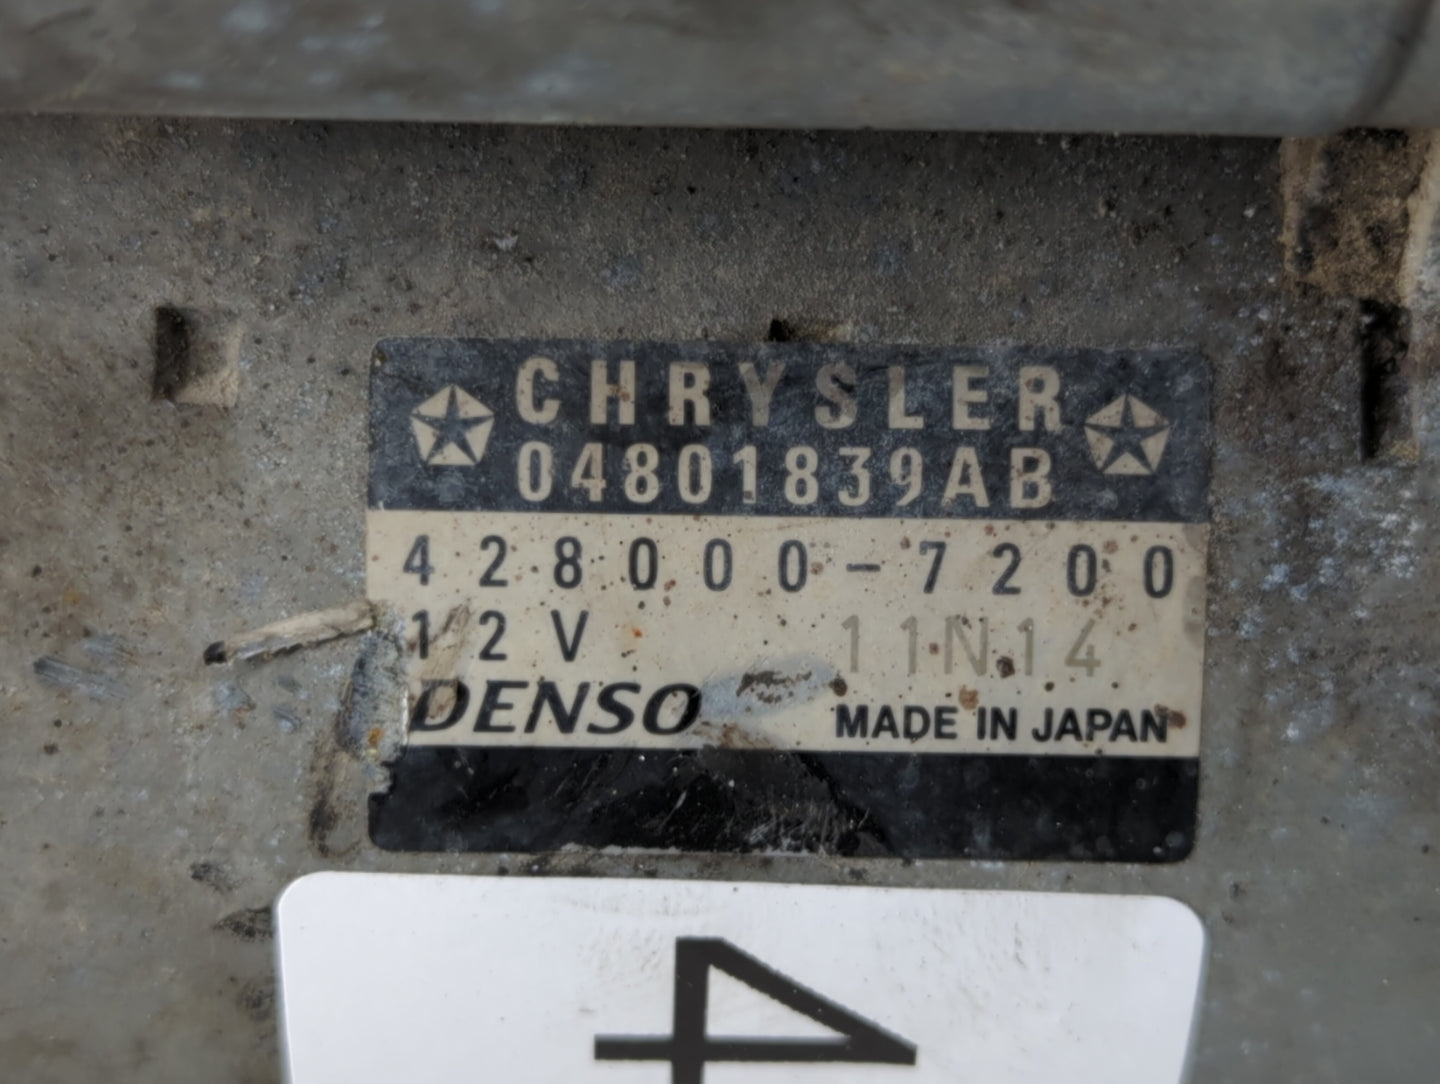 CHRYSLER
04801839AB
428000-7200
12V 11N14
DENSO MADE IN JAPAN
4